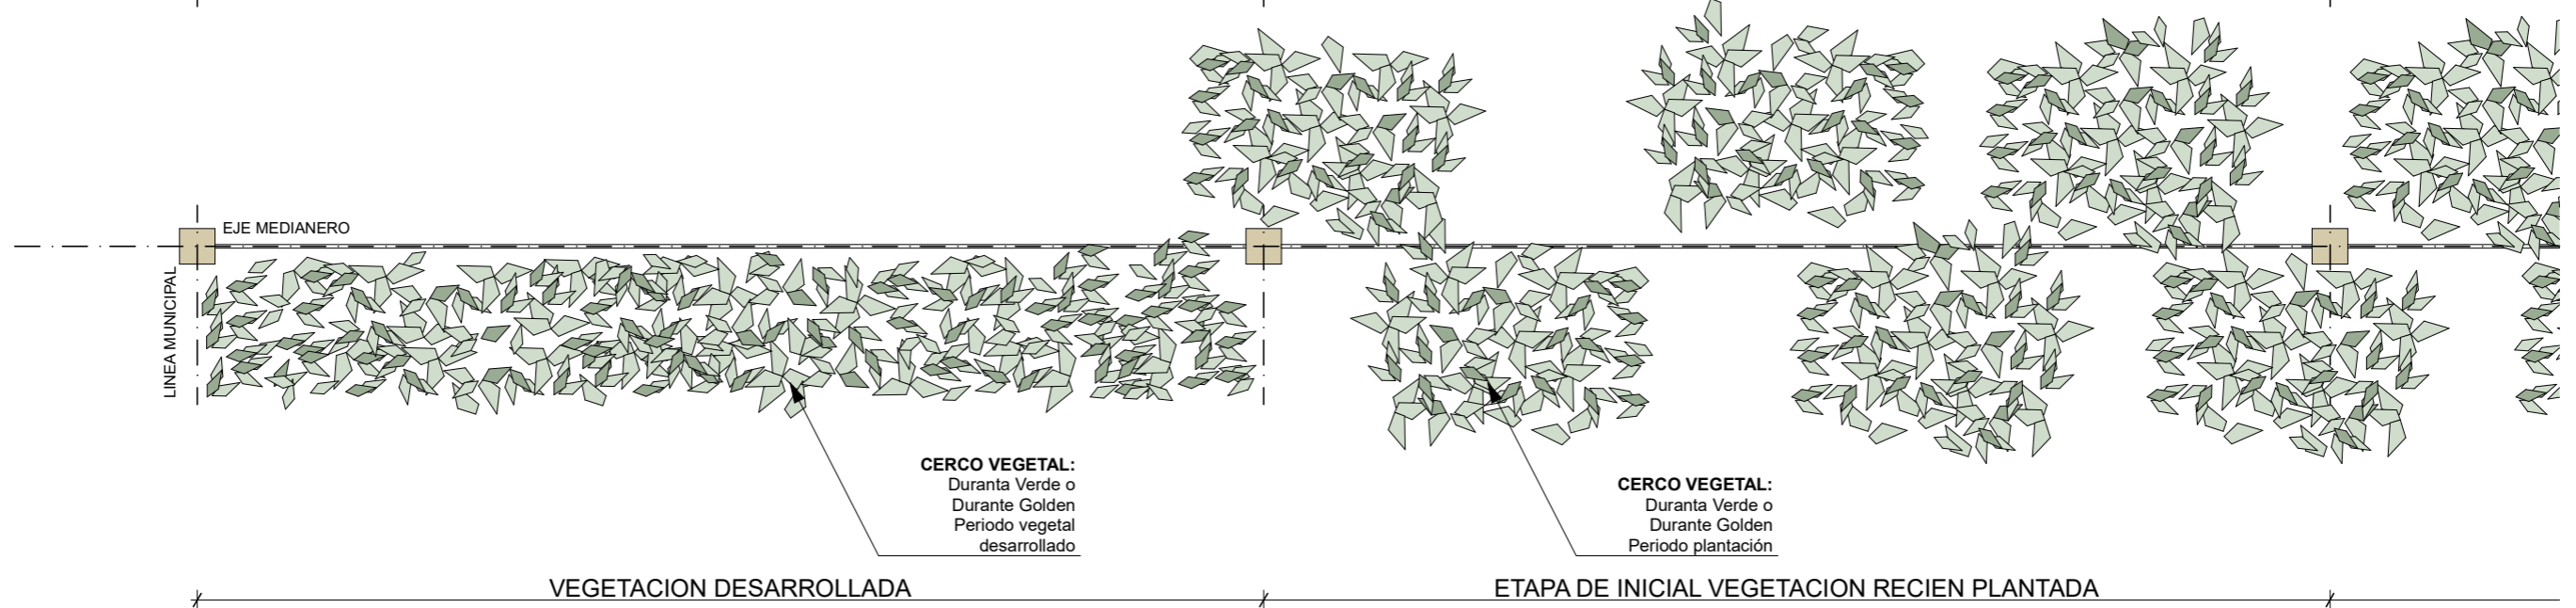 EJE MEDIANERO
LINEA MUNICIPAL
CERCO VEGETAL:
Duranta Verde o
Durante Golden
Periodo vegetal
desarrollado
CERCO VEGETAL:
Duranta Verde o
Durante Golden
Periodo plantación
VEGETACION DESARROLLADA
ETAPA DE INICIAL VEGETACION RECIEN PLANTADA